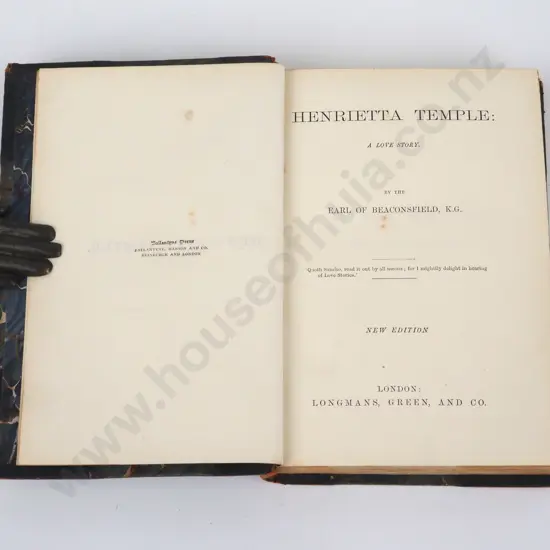 Ballantyne Press
BALLANTYNE, HANSON AND CO.
EDINBURGH AND LONDON
HENRIETTA TEMPLE:
A LOVE STORY.
BY THE
EARL OF BEACONSFIELD, K.G.
'Quoth Sancho, read it out by all means; for I mightily delight in hearing
of Love Stories.'
NEW EDITION
LONDON:
LONGMANS, GREEN, AND CO.
www.houseofhuia.co.nz